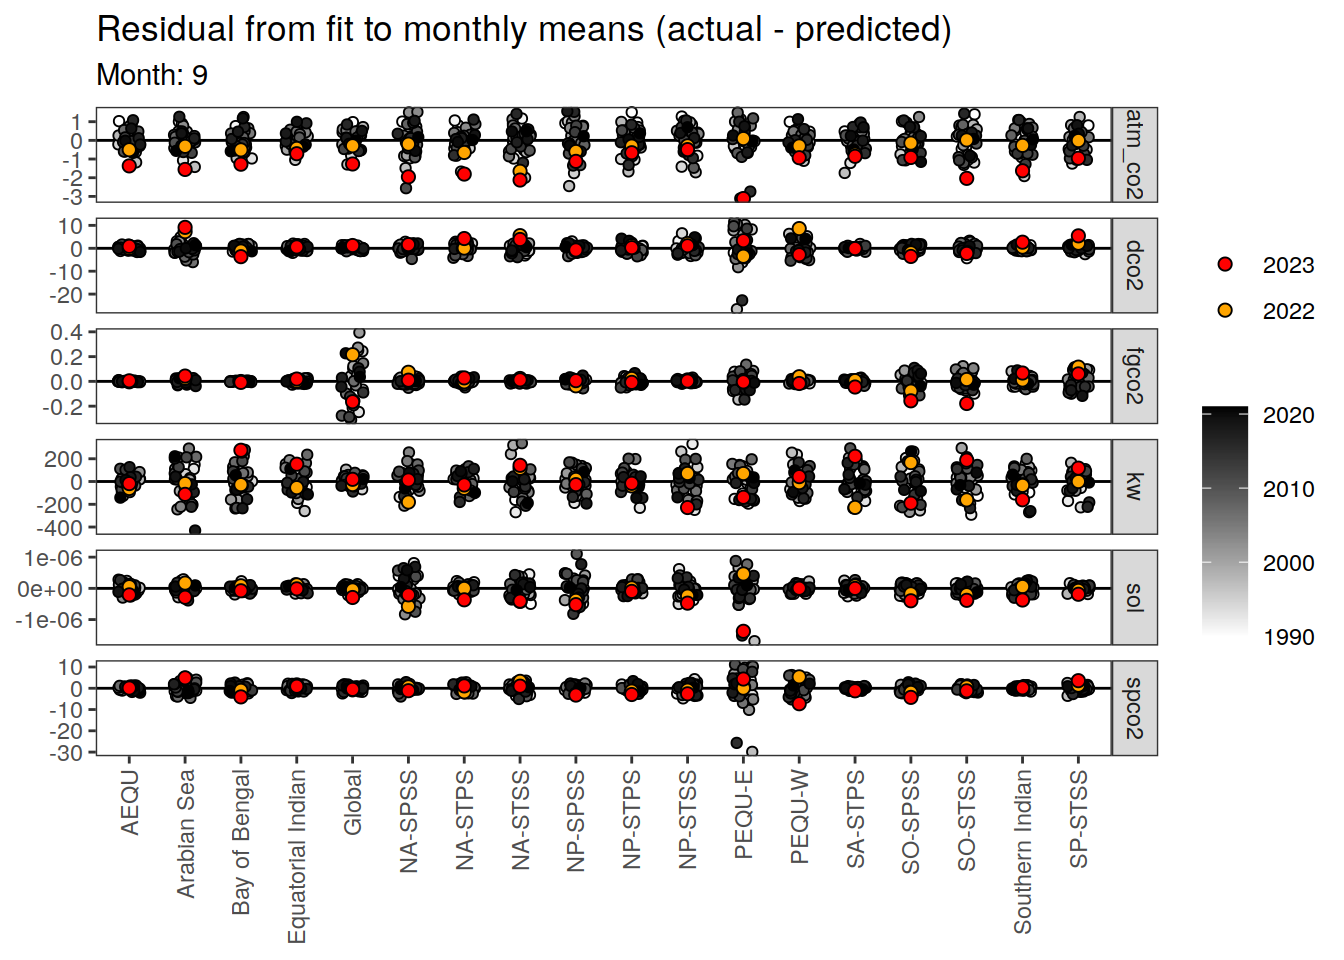 Residual from fit to monthly means (actual - predicted)
Month: 9
1
0
-1
-2
-3
atm_co2
10
0
-10
-20
dco2
0.4
0.2
0.0
-0.2
fgco2
200
0
-200
-400
kw
1e-06
0e+00
-1e-06
sol
10
0
-10
-20
-30
spco2
AEQU
Arabian Sea
Bay of Bengal
Equatorial Indian
Global
NA-SPSS
NA-STPS
NA-STSS
NP-SPSS
NP-STPS
NP-STSS
PEQU-E
PEQU-W
SA-STPS
SO-SPSS
SO-STSS
Southern Indian
SP-STSS
2023
2022
2020
2010
2000
1990